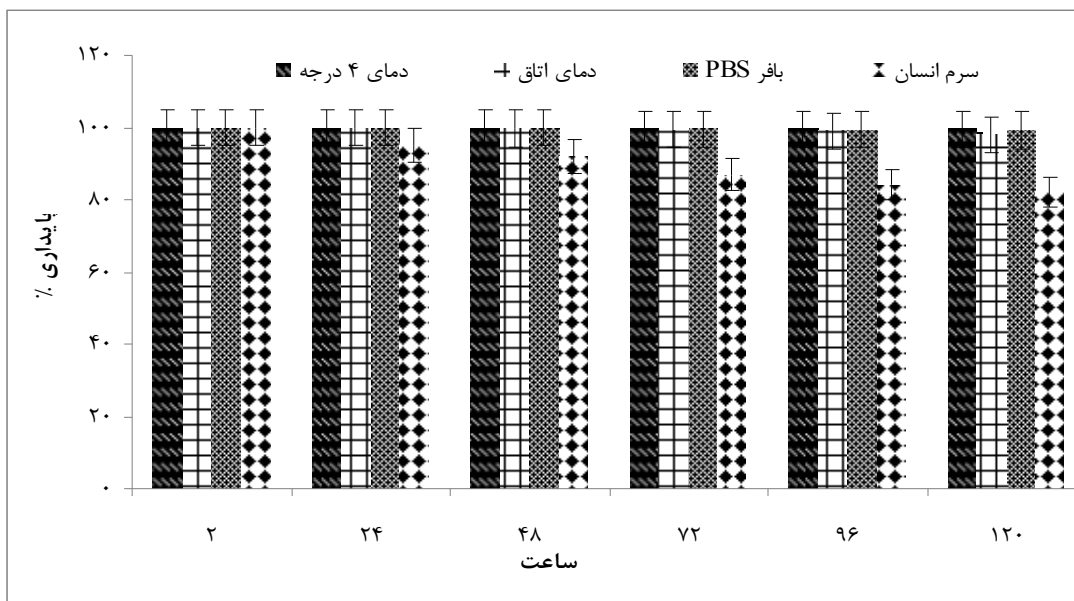 ۱۲۰
دمای ۴ درجه
دمای اتاق
بافر PBS
سرم انسان
۱۰۰
۸۰
۶۰
۴۰
۲۰
۰
پایداری %
۲
۲۴
۴۸
۷۲
۹۶
۱۲۰
ساعت